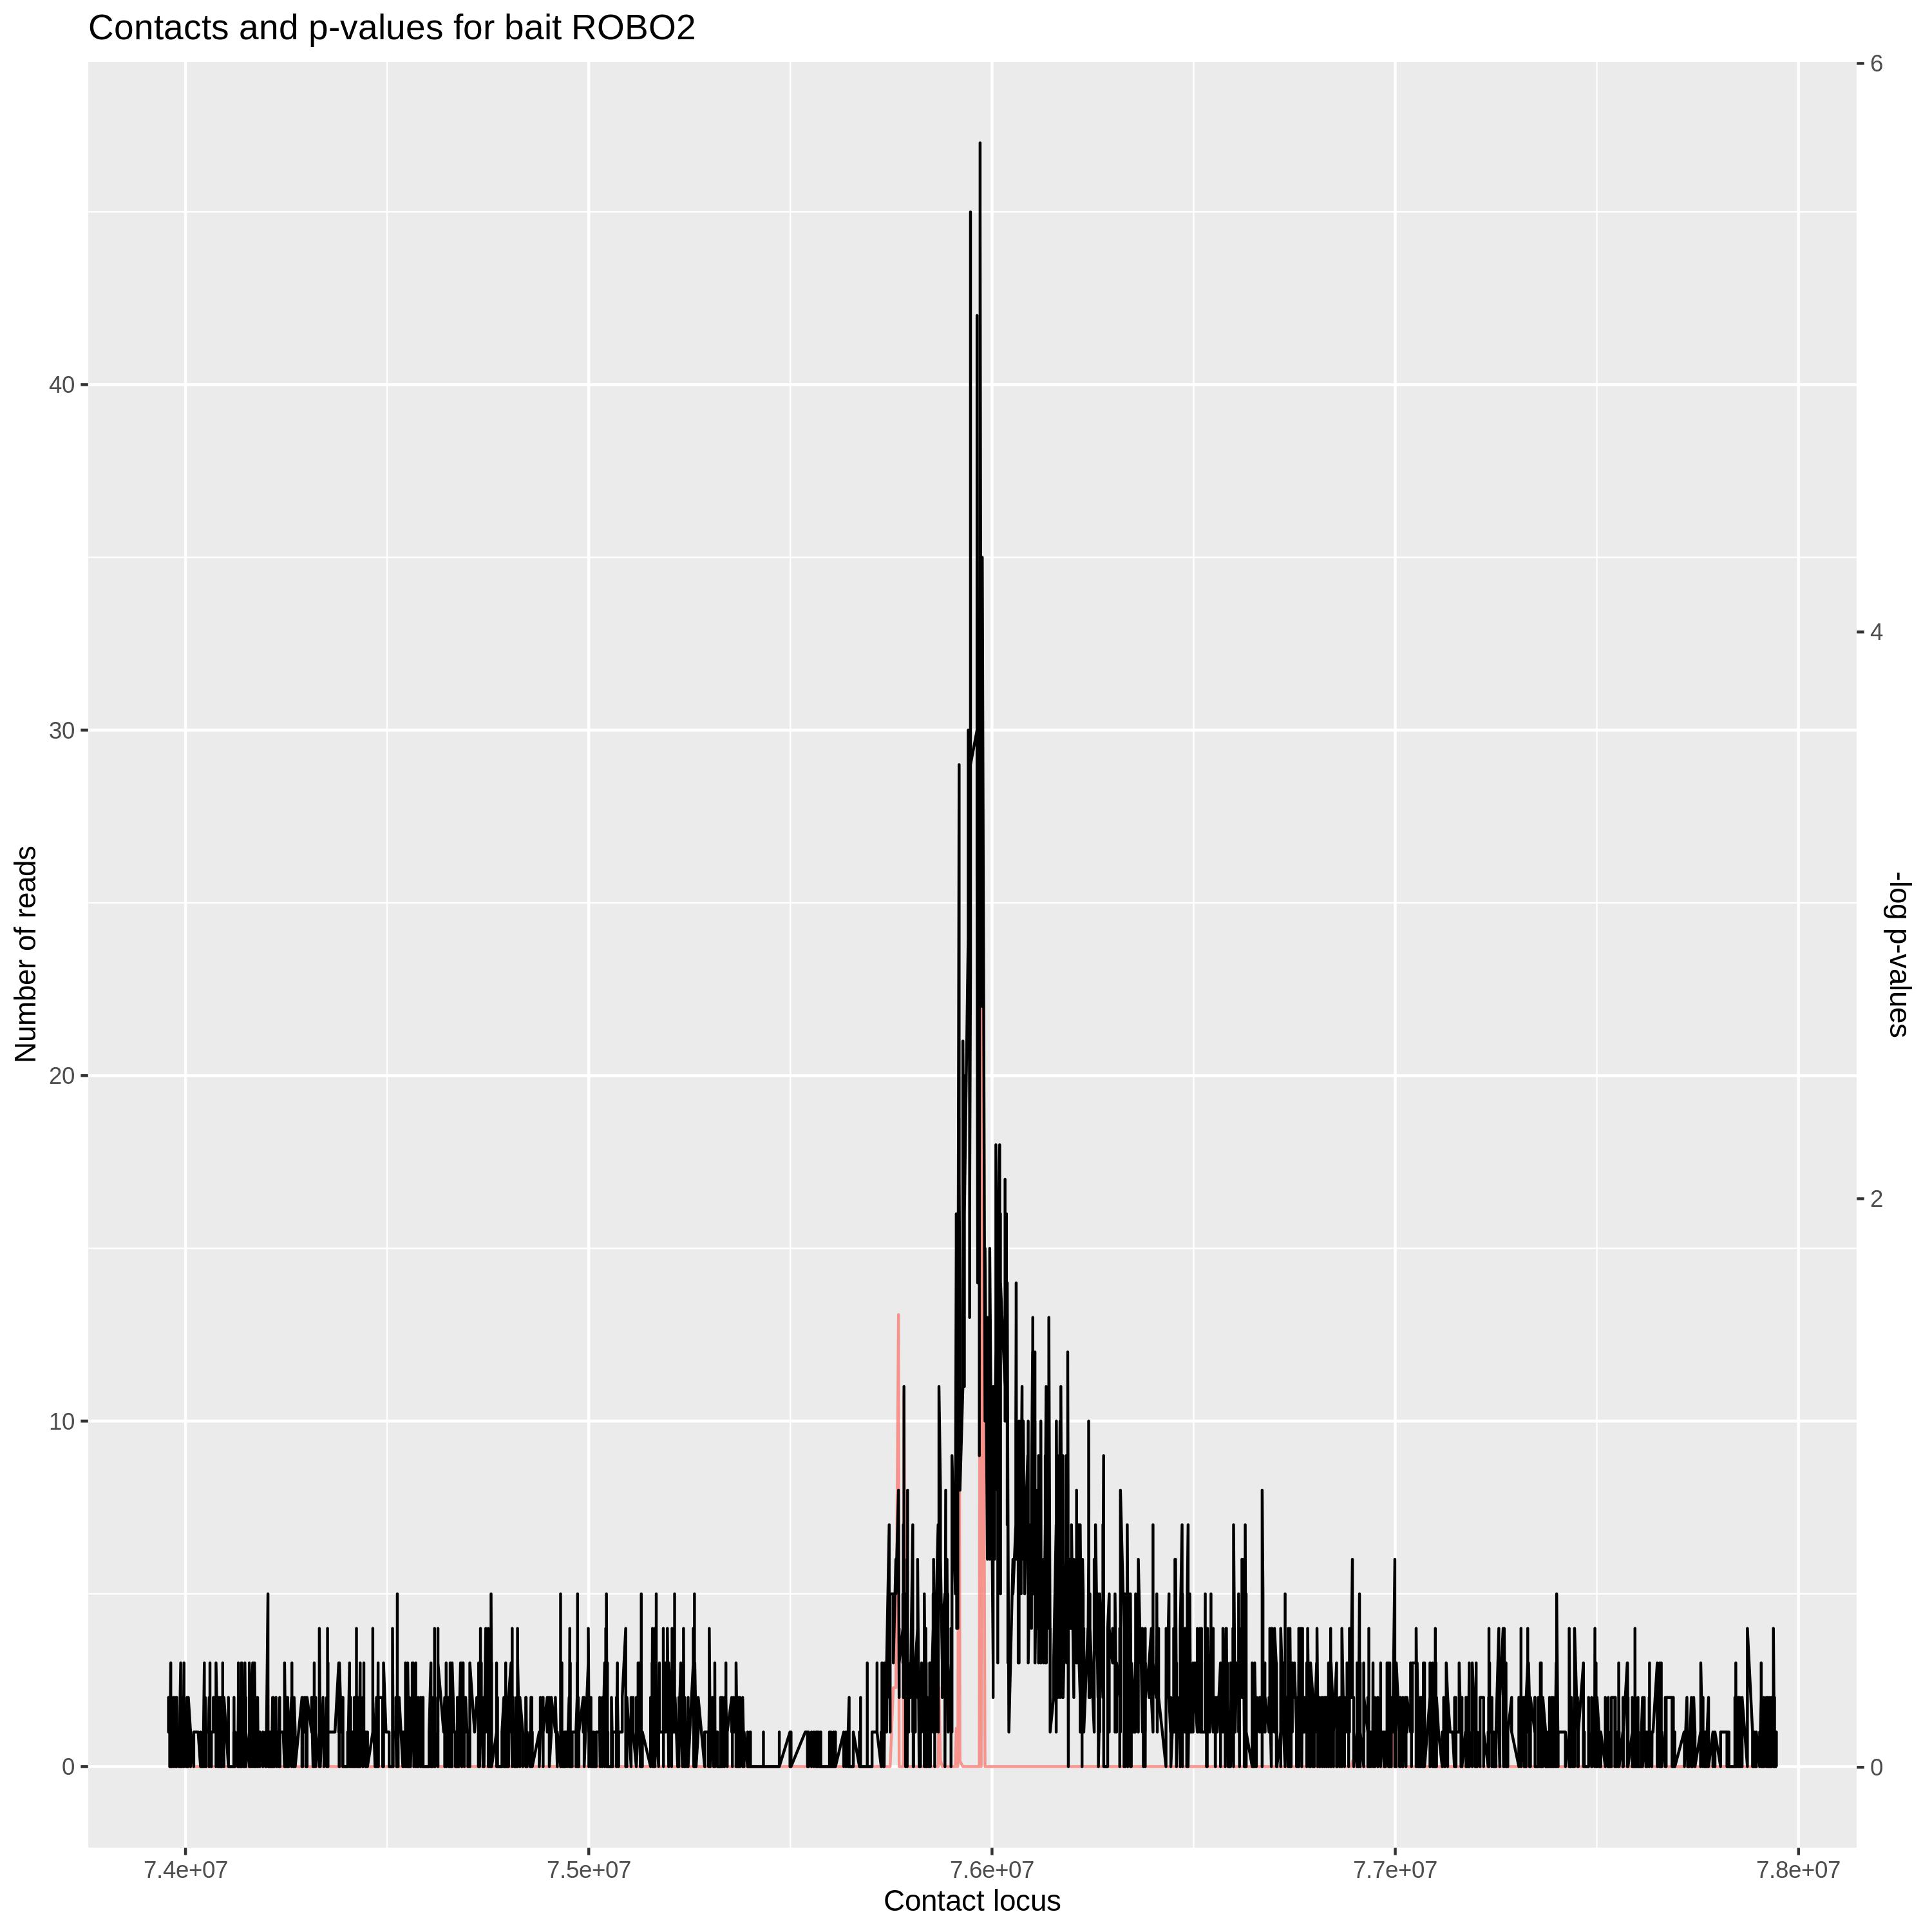 Contacts and p-values for bait ROBO2
6
40
4
30
Number of reads
-log p-values
20
2
10
0
0
7.4e+07 7.5e+07 7.6e+07 7.7e+07 7.8e+07
Contact locus